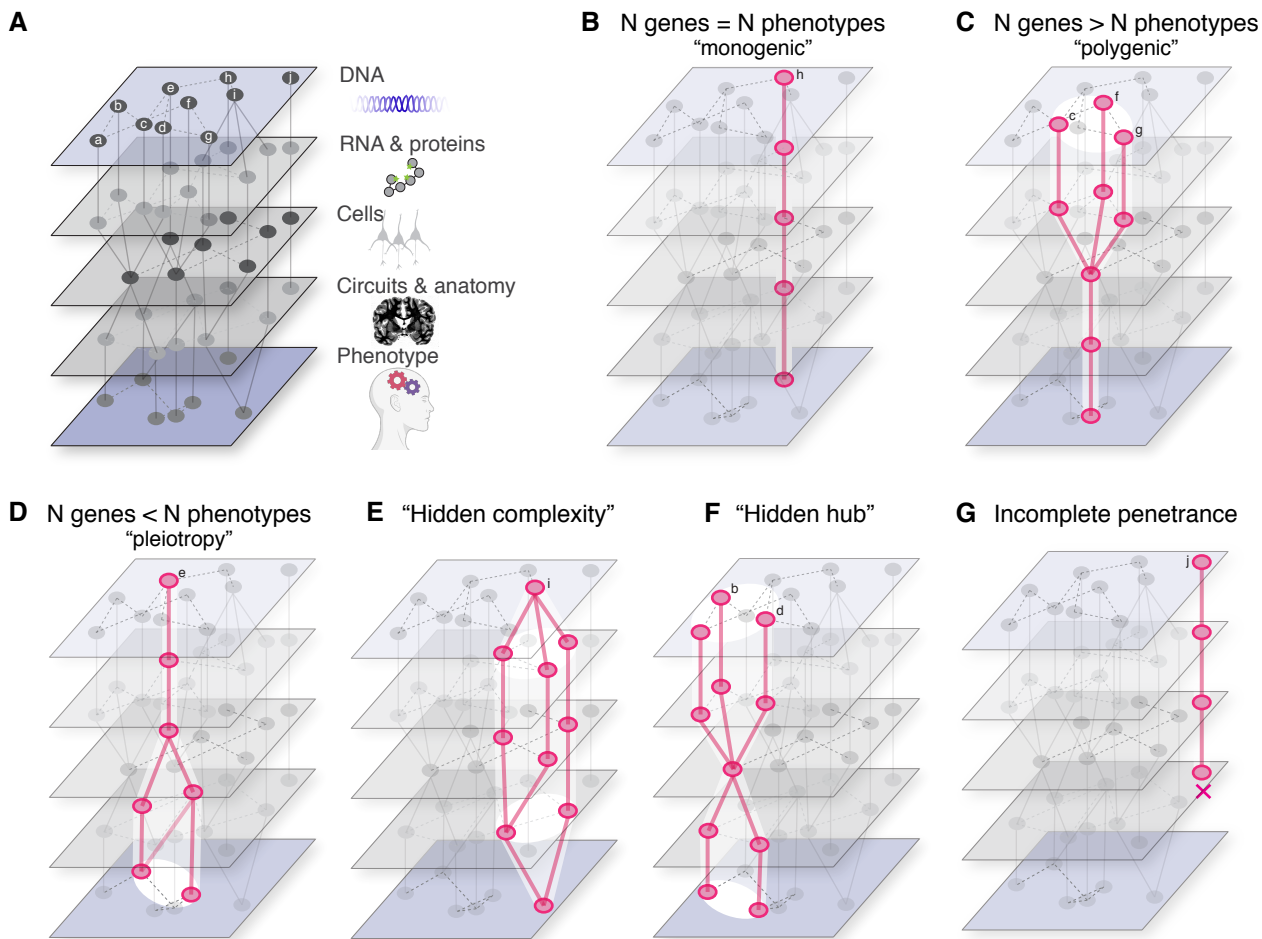 A
DNA
RNA & proteins
Cells
Circuits & anatomy
Phenotype
a
b
c
d
e
f
g
h
i
j
B N genes = N phenotypes
“monogenic”
h
C N genes > N phenotypes
“polygenic”
f
c
g
D N genes < N phenotypes
“pleiotropy”
e
E “Hidden complexity”
i
F “Hidden hub”
b
d
G Incomplete penetrance
j